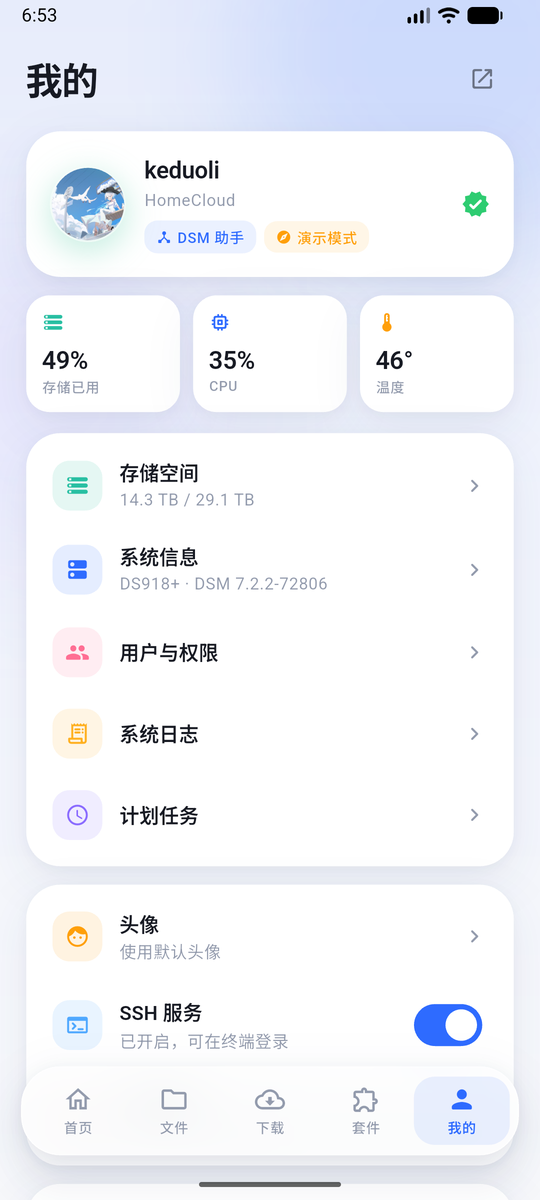 6:53
我的
keduoli
HomeCloud
DSM 助手
演示模式
49%
存储已用
35%
CPU
46°
温度
存储空间
14.3 TB / 29.1 TB
系统信息
DS918+ · DSM 7.2.2-72806
用户与权限
系统日志
计划任务
头像
使用默认头像
SSH 服务
已开启，可在终端登录
首页
文件
下载
套件
我的